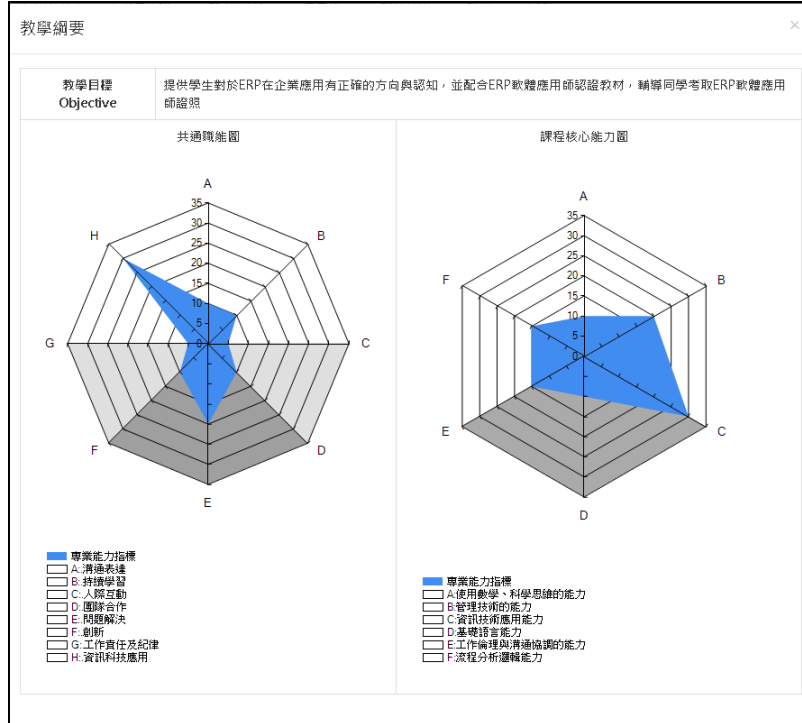 教學綱要
×
教學目標
Objective
提供學生對於ERP在企業應用有正確的方向與認知，並配合ERP軟體應用師認證教材，輔導同學考取ERP軟體應用
師證照
共通職能圖
A
B
C
D
E
F
G
H
35
30
25
20
15
10
5
0
專業能力指標
A:.溝通表達
B:.持續學習
C:.人際互動
D:.團隊合作
E:.問題解決
F:.創新
G:.工作責任及紀律
H:.資訊科技應用
課程核心能力圖
A
B
C
D
E
F
35
30
25
20
15
10
5
0
專業能力指標
A:使用數學、科學思維的能力
B:管理技術的能力
C:資訊技術應用能力
D:基礎語言能力
E:工作倫理與溝通協調的能力
F:流程分析邏輯能力